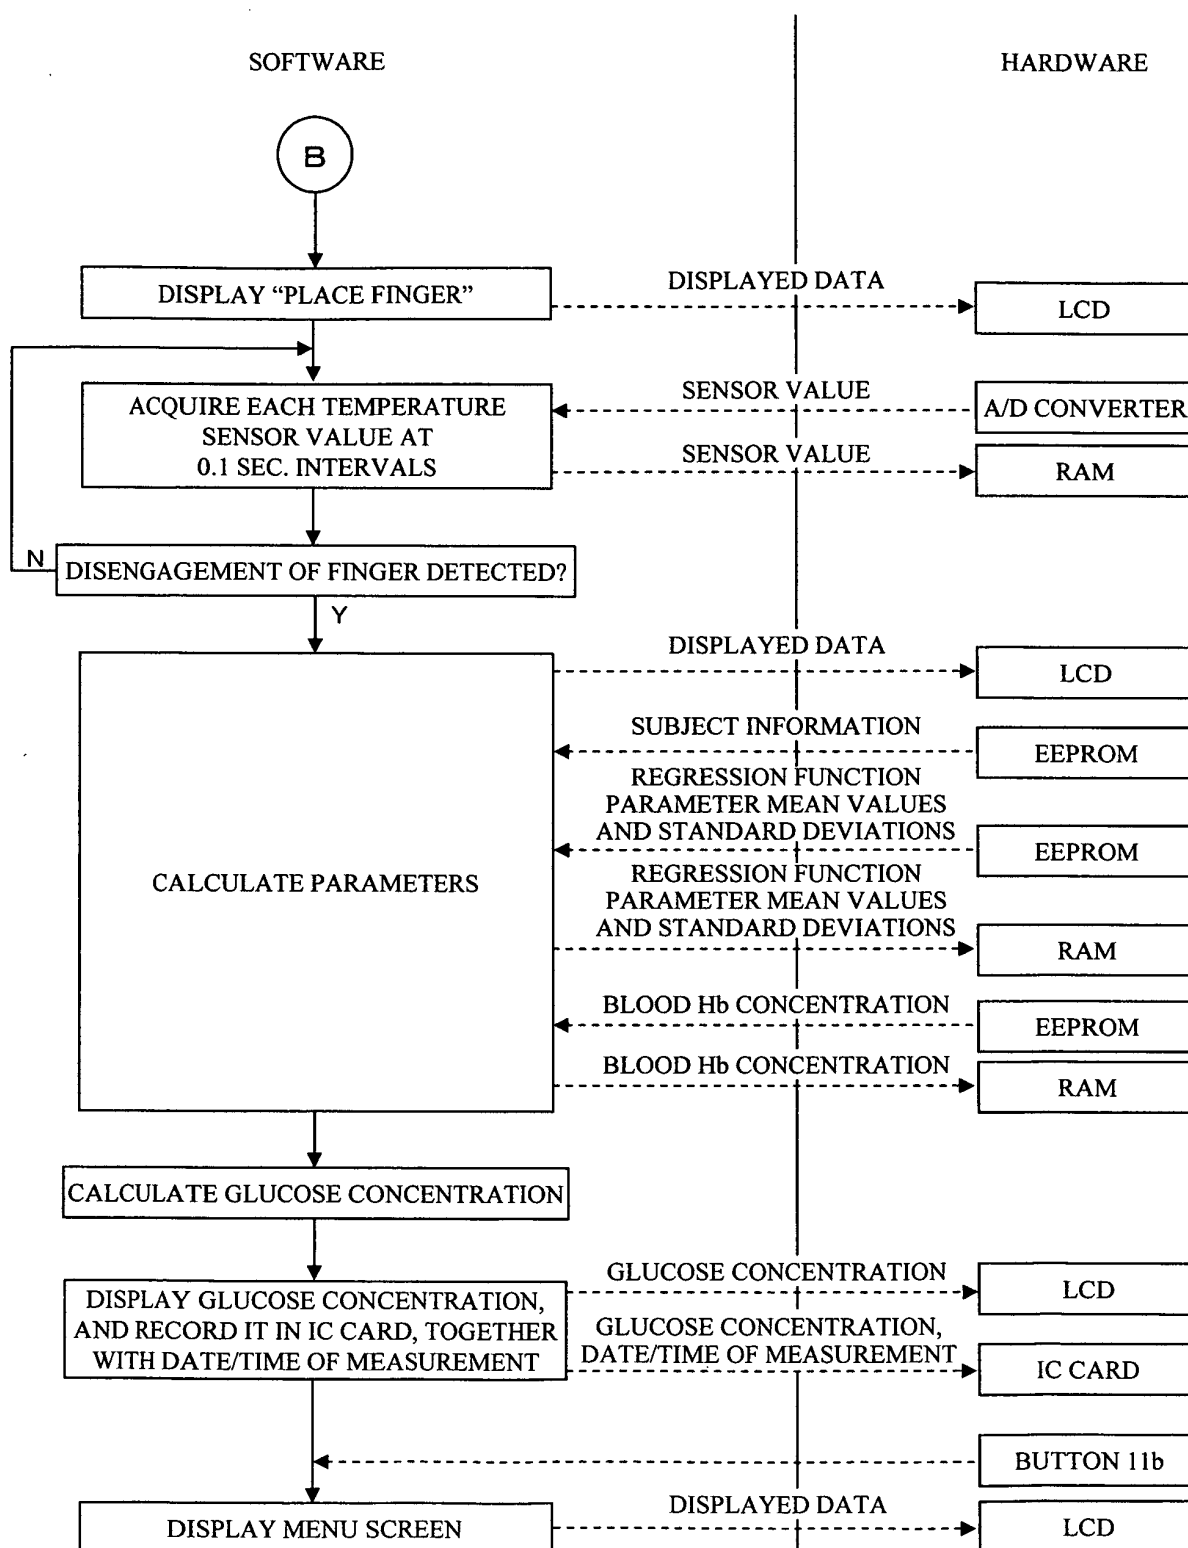 SOFTWARE
HARDWARE
B
DISPLAY “PLACE FINGER”
DISPLAYED DATA
LCD
ACQUIRE EACH TEMPERATURE
SENSOR VALUE AT
0.1 SEC. INTERVALS
SENSOR VALUE
A/D CONVERTER
SENSOR VALUE
RAM
N
DISENGAGEMENT OF FINGER DETECTED?
Y
CALCULATE PARAMETERS
DISPLAYED DATA
LCD
SUBJECT INFORMATION
EEPROM
REGRESSION FUNCTION
PARAMETER MEAN VALUES
AND STANDARD DEVIATIONS
EEPROM
REGRESSION FUNCTION
PARAMETER MEAN VALUES
AND STANDARD DEVIATIONS
RAM
BLOOD Hb CONCENTRATION
EEPROM
BLOOD Hb CONCENTRATION
RAM
CALCULATE GLUCOSE CONCENTRATION
DISPLAY GLUCOSE CONCENTRATION,
AND RECORD IT IN IC CARD, TOGETHER
WITH DATE/TIME OF MEASUREMENT
GLUCOSE CONCENTRATION
LCD
GLUCOSE CONCENTRATION,
DATE/TIME OF MEASUREMENT
IC CARD
BUTTON 11b
DISPLAY MENU SCREEN
DISPLAYED DATA
LCD